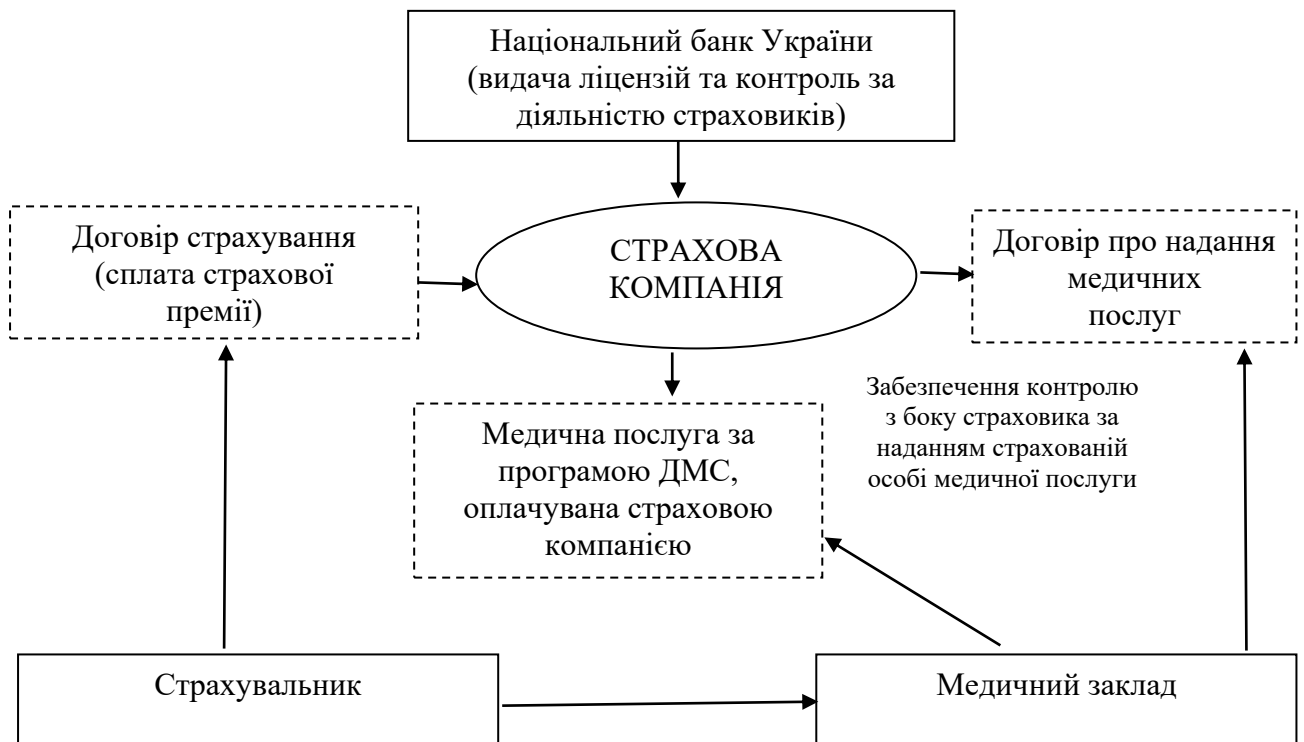 Національний банк України
(видача ліцензій та контроль за
діяльністю страховиків)
Договір страхування
(сплата страхової
премії)
СТРАХОВА
КОМПАНІЯ
Договір про надання
медичних
послуг
Медична послуга за
програмою ДМС,
оплачувана страховою
компанією
Забезпечення контролю
з боку страховика за
наданням страхованій
особі медичної послуги
Страхувальник
Медичний заклад